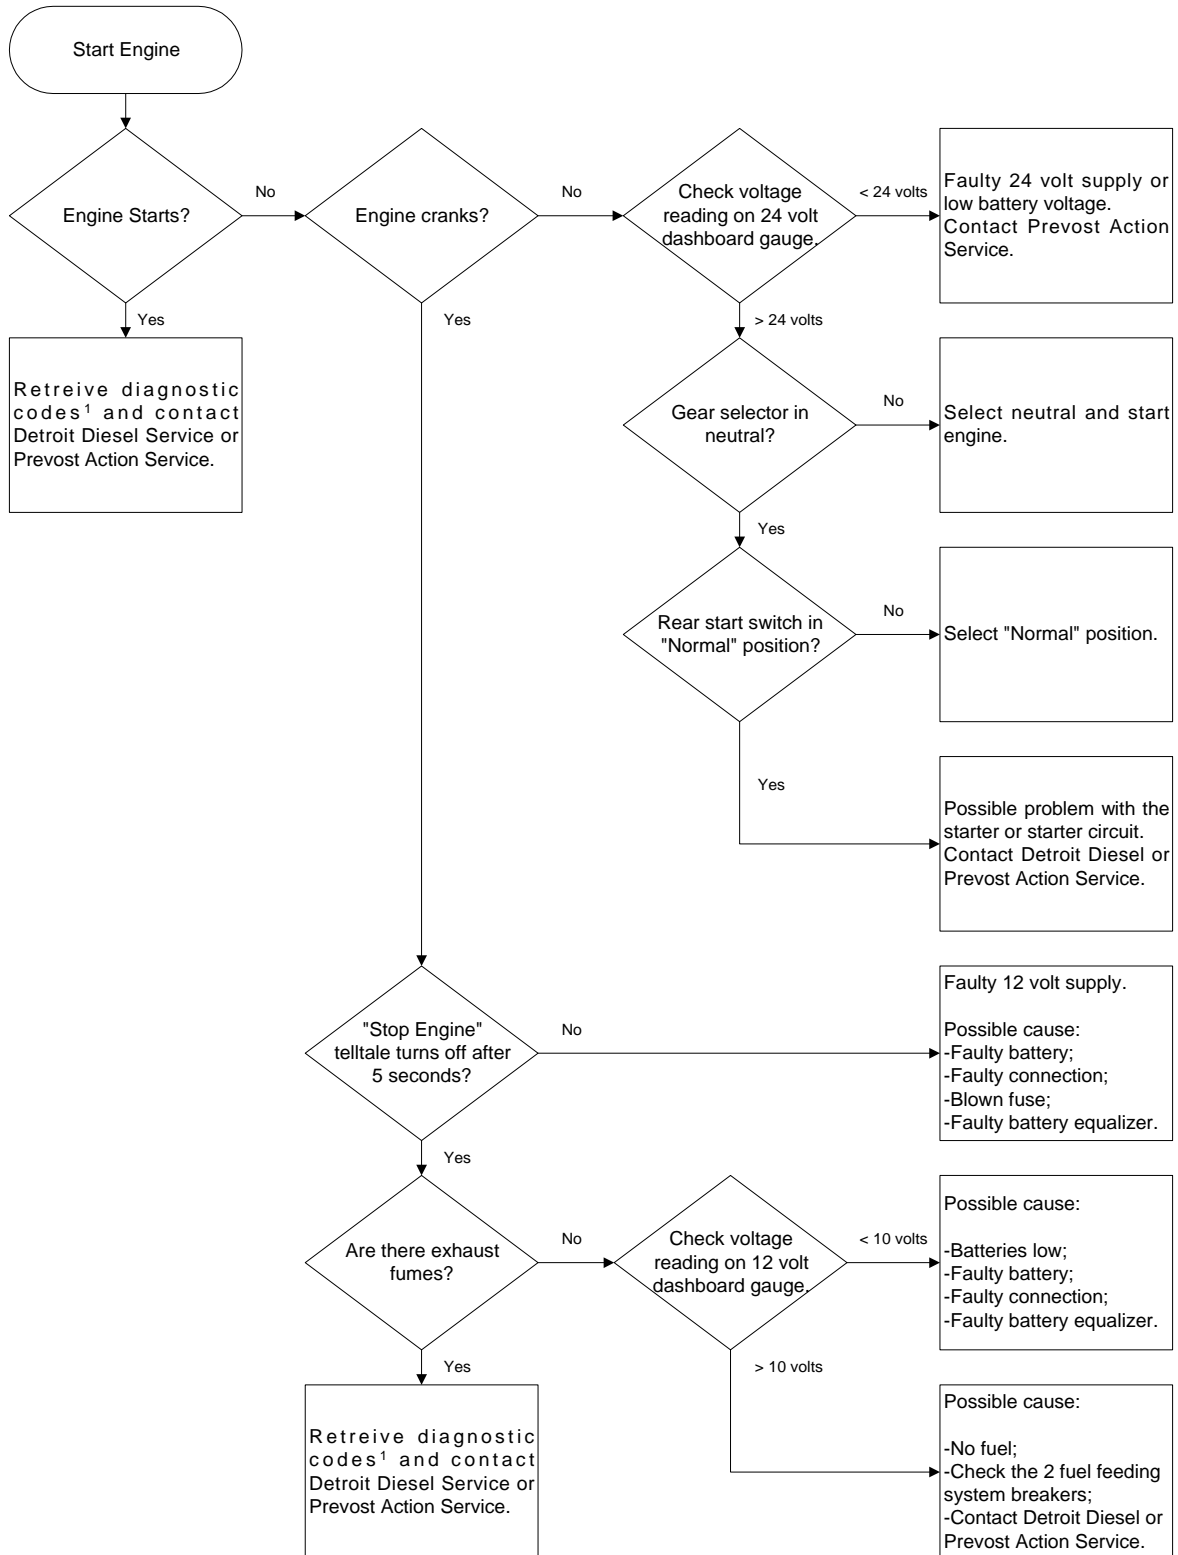 Start Engine
Engine Starts?
No
Engine cranks?
No
Check voltage
reading on 24 volt
dashboard gauge.
< 24 volts
Faulty 24 volt supply or
low battery voltage.
Contact Prevost Action
Service.
Yes
Retreive diagnostic
codes¹ and contact
Detroit Diesel Service or
Prevost Action Service.
Yes
> 24 volts
Gear selector in
neutral?
No
Select neutral and start
engine.
Yes
Rear start switch in
"Normal" position?
No
Select "Normal" position.
Yes
Possible problem with the
starter or starter circuit.
Contact Detroit Diesel or
Prevost Action Service.
"Stop Engine"
telltale turns off after
5 seconds?
No
Faulty 12 volt supply.
Possible cause:
-Faulty battery;
-Faulty connection;
-Blown fuse;
-Faulty battery equalizer.
Yes
Are there exhaust
fumes?
No
Check voltage
reading on 12 volt
dashboard gauge.
< 10 volts
Possible cause:
-Batteries low;
-Faulty battery;
-Faulty connection;
-Faulty battery equalizer.
Yes
Retreive diagnostic
codes¹ and contact
Detroit Diesel Service or
Prevost Action Service.
> 10 volts
Possible cause:
-No fuel;
-Check the 2 fuel feeding
system breakers;
-Contact Detroit Diesel or
Prevost Action Service.